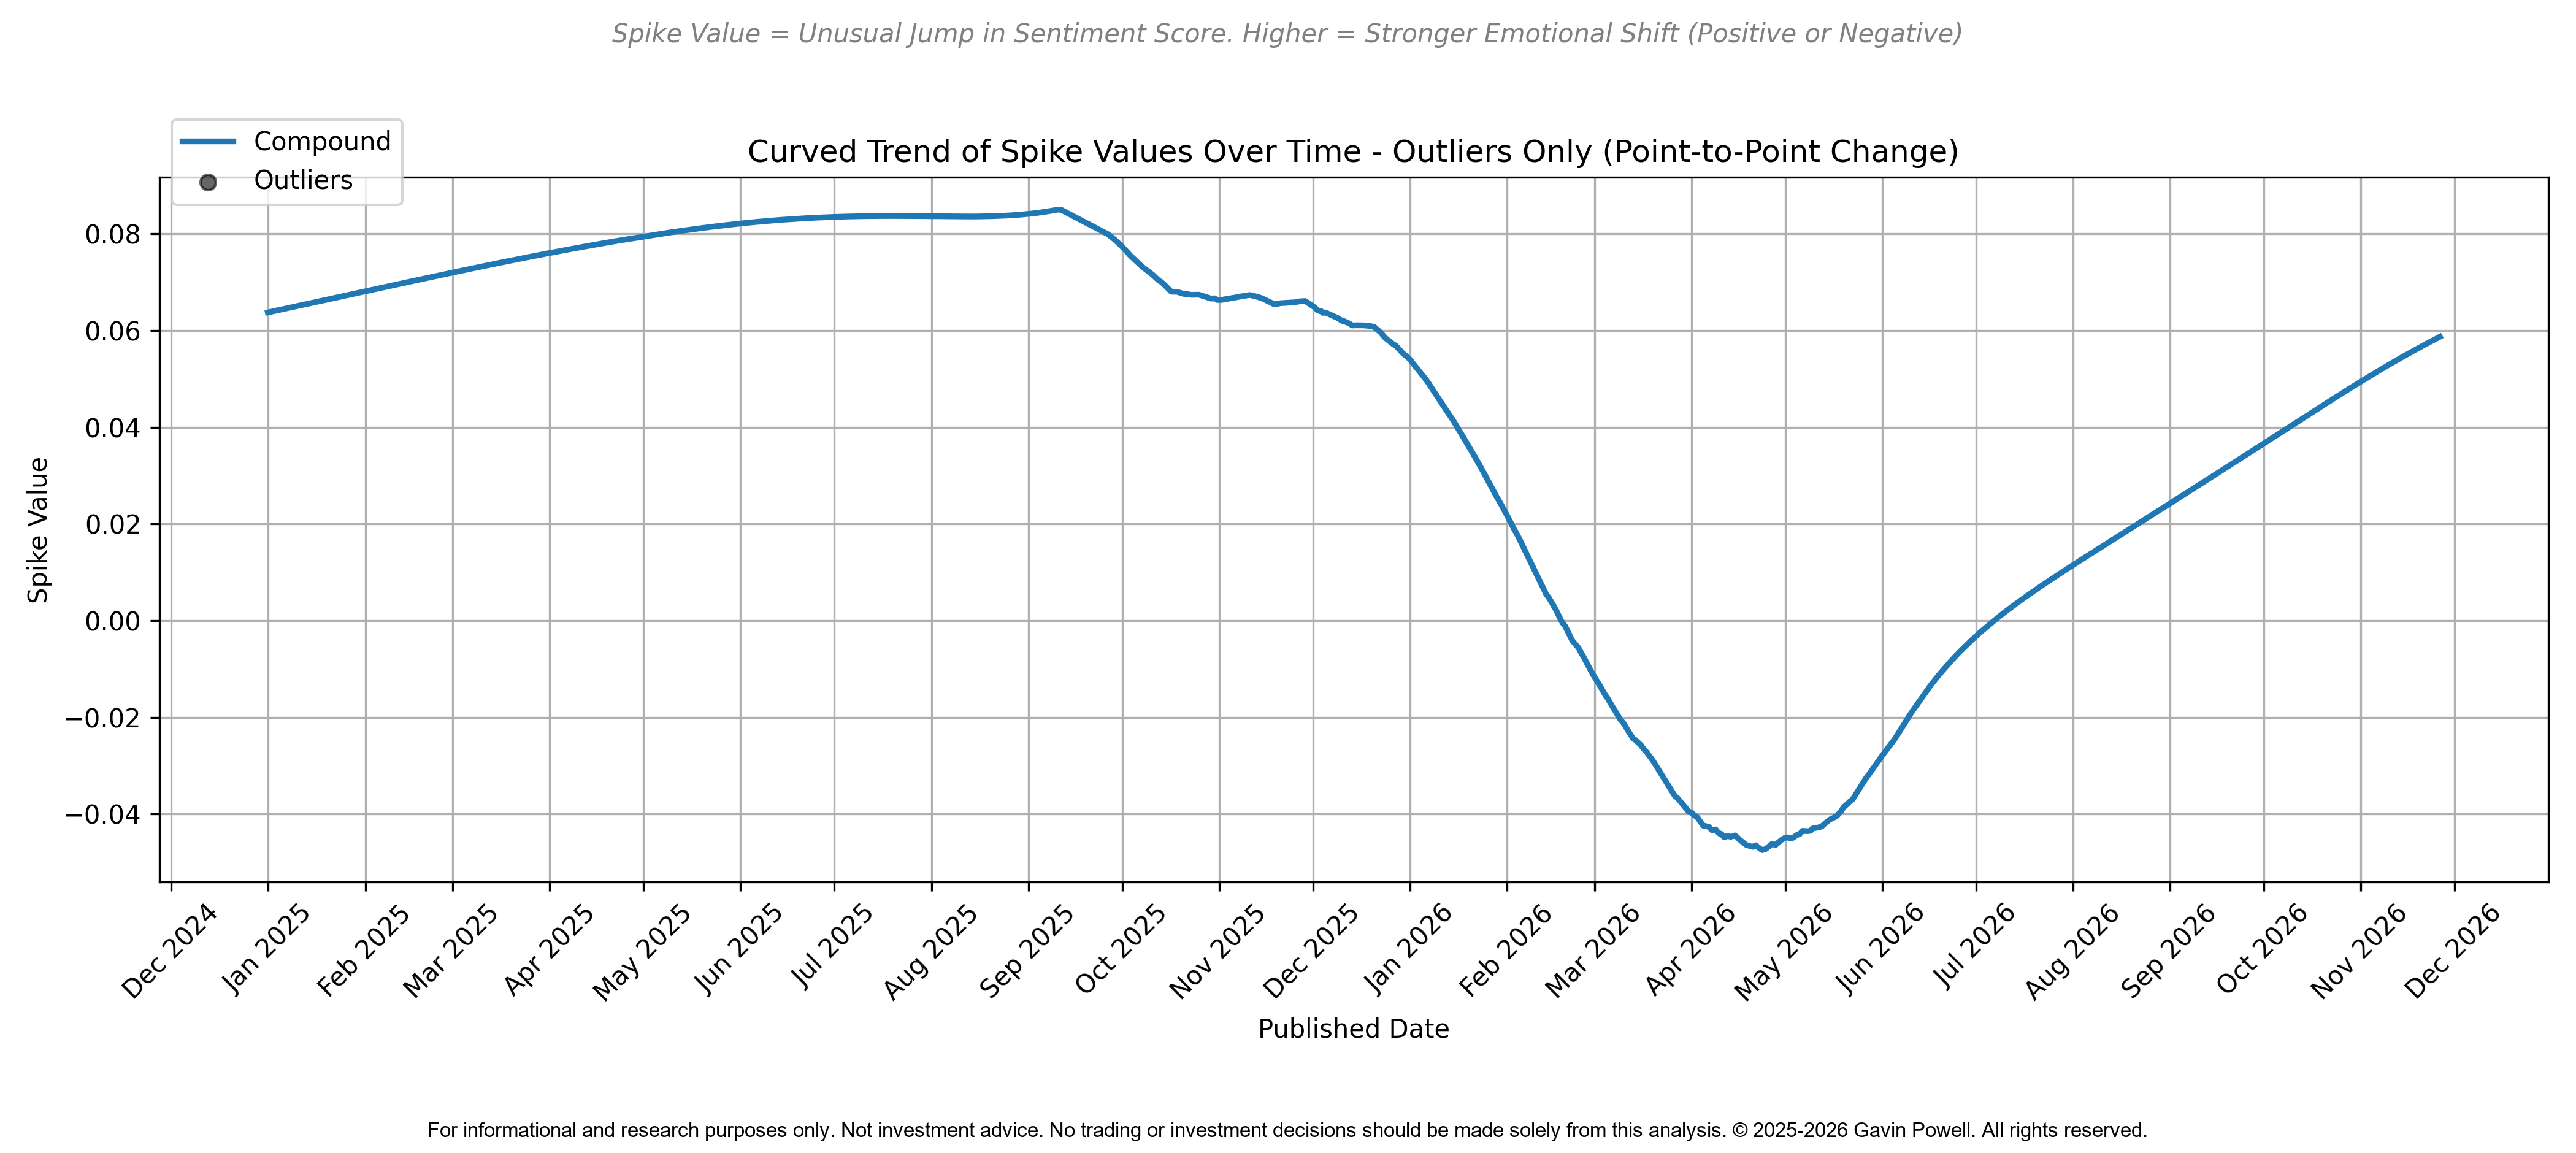 Spike Value = Unusual Jump in Sentiment Score. Higher = Stronger Emotional Shift (Positive or Negative)
Compound
Outliers
Curved Trend of Spike Values Over Time - Outliers Only (Point-to-Point Change)
Spike Value
0.08
0.06
0.04
0.02
0.00
−0.02
−0.04
Dec 2024
Jan 2025
Feb 2025
Mar 2025
Apr 2025
May 2025
Jun 2025
Jul 2025
Aug 2025
Sep 2025
Oct 2025
Nov 2025
Dec 2025
Jan 2026
Feb 2026
Mar 2026
Apr 2026
May 2026
Jun 2026
Jul 2026
Aug 2026
Sep 2026
Oct 2026
Nov 2026
Dec 2026
Published Date
For informational and research purposes only. Not investment advice. No trading or investment decisions should be made solely from this analysis. © 2025-2026 Gavin Powell. All rights reserved.